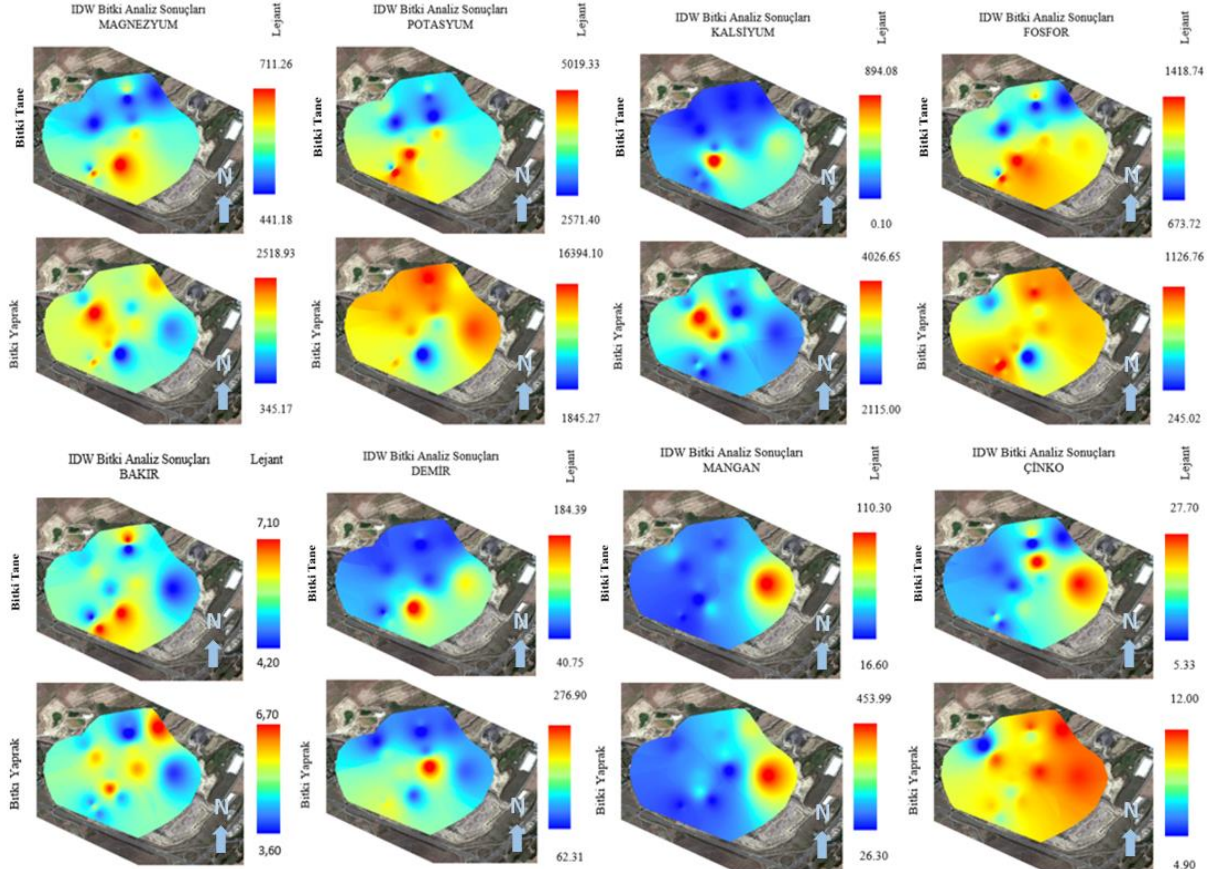 IDW Bitki Analiz Sonuçları
MAGNEZYUM
Lejant
711.26
441.18
Bitki Tane
N
2518.93
345.17
Bitki Yaprak
N
IDW Bitki Analiz Sonuçları
POTASYUM
Lejant
5019.33
2571.40
Bitki Tane
N
16394.10
1845.27
Bitki Yaprak
N
IDW Bitki Analiz Sonuçları
KALSİYUM
Lejant
894.08
0.10
Bitki Tane
N
4026.65
2115.00
Bitki Yaprak
N
IDW Bitki Analiz Sonuçları
FOSFOR
Lejant
1418.74
673.72
Bitki Tane
N
1126.76
245.02
Bitki Yaprak
N
IDW Bitki Analiz Sonuçları
BAKIR
Lejant
7,10
4,20
Bitki Tane
N
6,70
3,60
Bitki Yaprak
N
IDW Bitki Analiz Sonuçları
DEMİR
Lejant
184.39
40.75
Bitki Tane
N
276.90
62.31
Bitki Yaprak
N
IDW Bitki Analiz Sonuçları
MANGAN
Lejant
110.30
16.60
Bitki Tane
N
453.99
26.30
Bitki Yaprak
N
IDW Bitki Analiz Sonuçları
ÇİNKO
Lejant
27.70
5.33
Bitki Tane
N
12.00
4.90
Bitki Yaprak
N